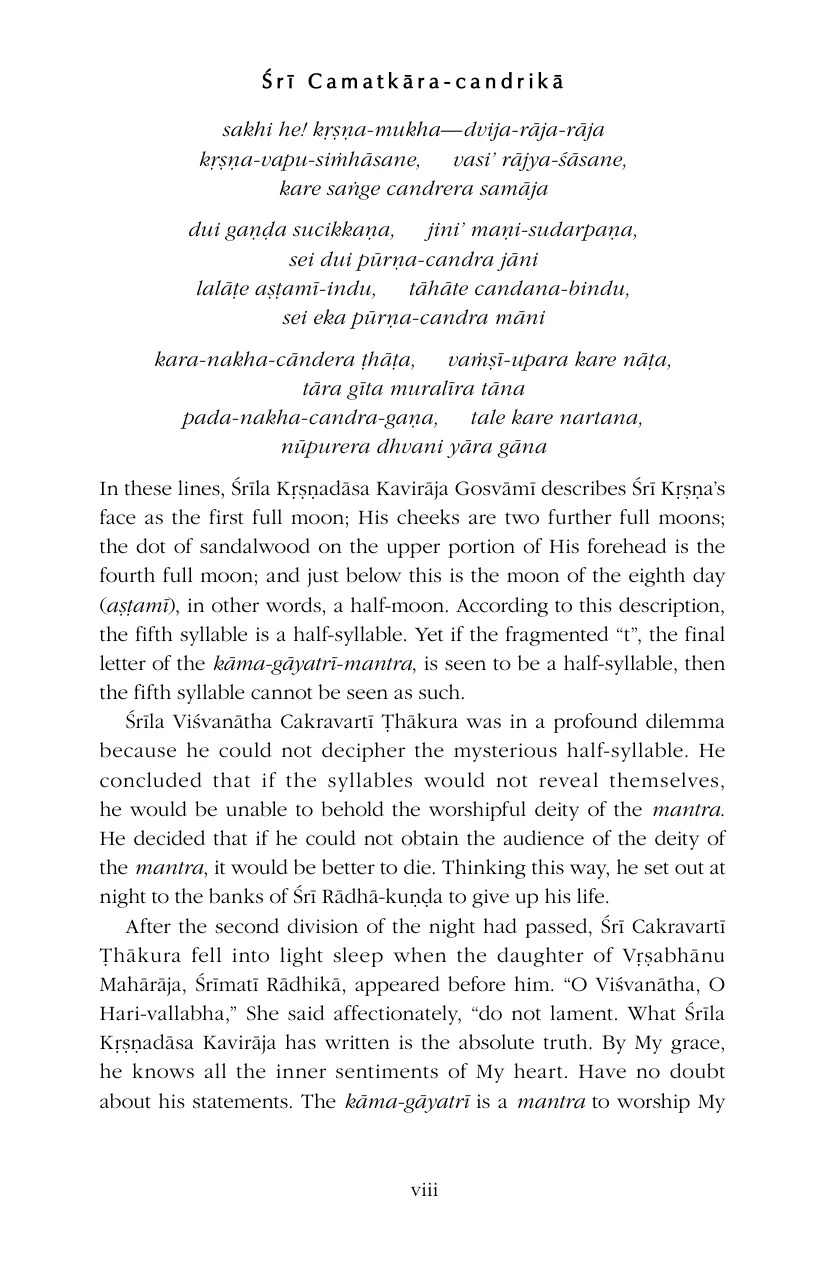 Śrī Camatkāra-candrikā
sakhi he! kṛṣṇa-mukha—dvija-rāja-rāja
kṛṣṇa-vapu-siṁhāsane, vasi’ rājya-śāsane,
kare saṅge candrera samāja
dui gaṇḍa sucikkaṇa, jini’ maṇi-sudarpaṇa,
sei dui pūrṇa-candra jāni
lalāṭe aṣṭamī-indu, tāhāte candana-bindu,
sei eka pūrṇa-candra māni
kara-nakha-cāndera ṭhāṭa, vaṁṣī-upara kare nāṭa,
tāra gīta muralīra tāna
pada-nakha-candra-gaṇa, tale kare nartana,
nūpurera dhvani yāra gāna
In these lines, Śrīla Kṛṣṇadāsa Kavirāja Gosvāmī describes Śrī Kṛṣṇa’s
face as the first full moon; His cheeks are two further full moons;
the dot of sandalwood on the upper portion of His forehead is the
fourth full moon; and just below this is the moon of the eighth day
(aṣṭamī), in other words, a half-moon. According to this description,
the fifth syllable is a half-syllable. Yet if the fragmented “t”, the final
letter of the kāma-gāyatrī-mantra, is seen to be a half-syllable, then
the fifth syllable cannot be seen as such.
Śrīla Viśvanātha Cakravartī Ṭhākura was in a profound dilemma
because he could not decipher the mysterious half-syllable. He
concluded that if the syllables would not reveal themselves,
he would be unable to behold the worshipful deity of the mantra.
He decided that if he could not obtain the audience of the deity of
the mantra, it would be better to die. Thinking this way, he set out at
night to the banks of Śrī Rādhā-kuṇḍa to give up his life.
After the second division of the night had passed, Śrī Cakravartī
Ṭhākura fell into light sleep when the daughter of Vṛṣabhānu
Mahārāja, Śrīmatī Rādhikā, appeared before him. “O Viśvanātha, O
Hari-vallabha,” She said affectionately, “do not lament. What Śrīla
Kṛṣṇadāsa Kavirāja has written is the absolute truth. By My grace,
he knows all the inner sentiments of My heart. Have no doubt
about his statements. The kāma-gāyatrī is a mantra to worship My
viii